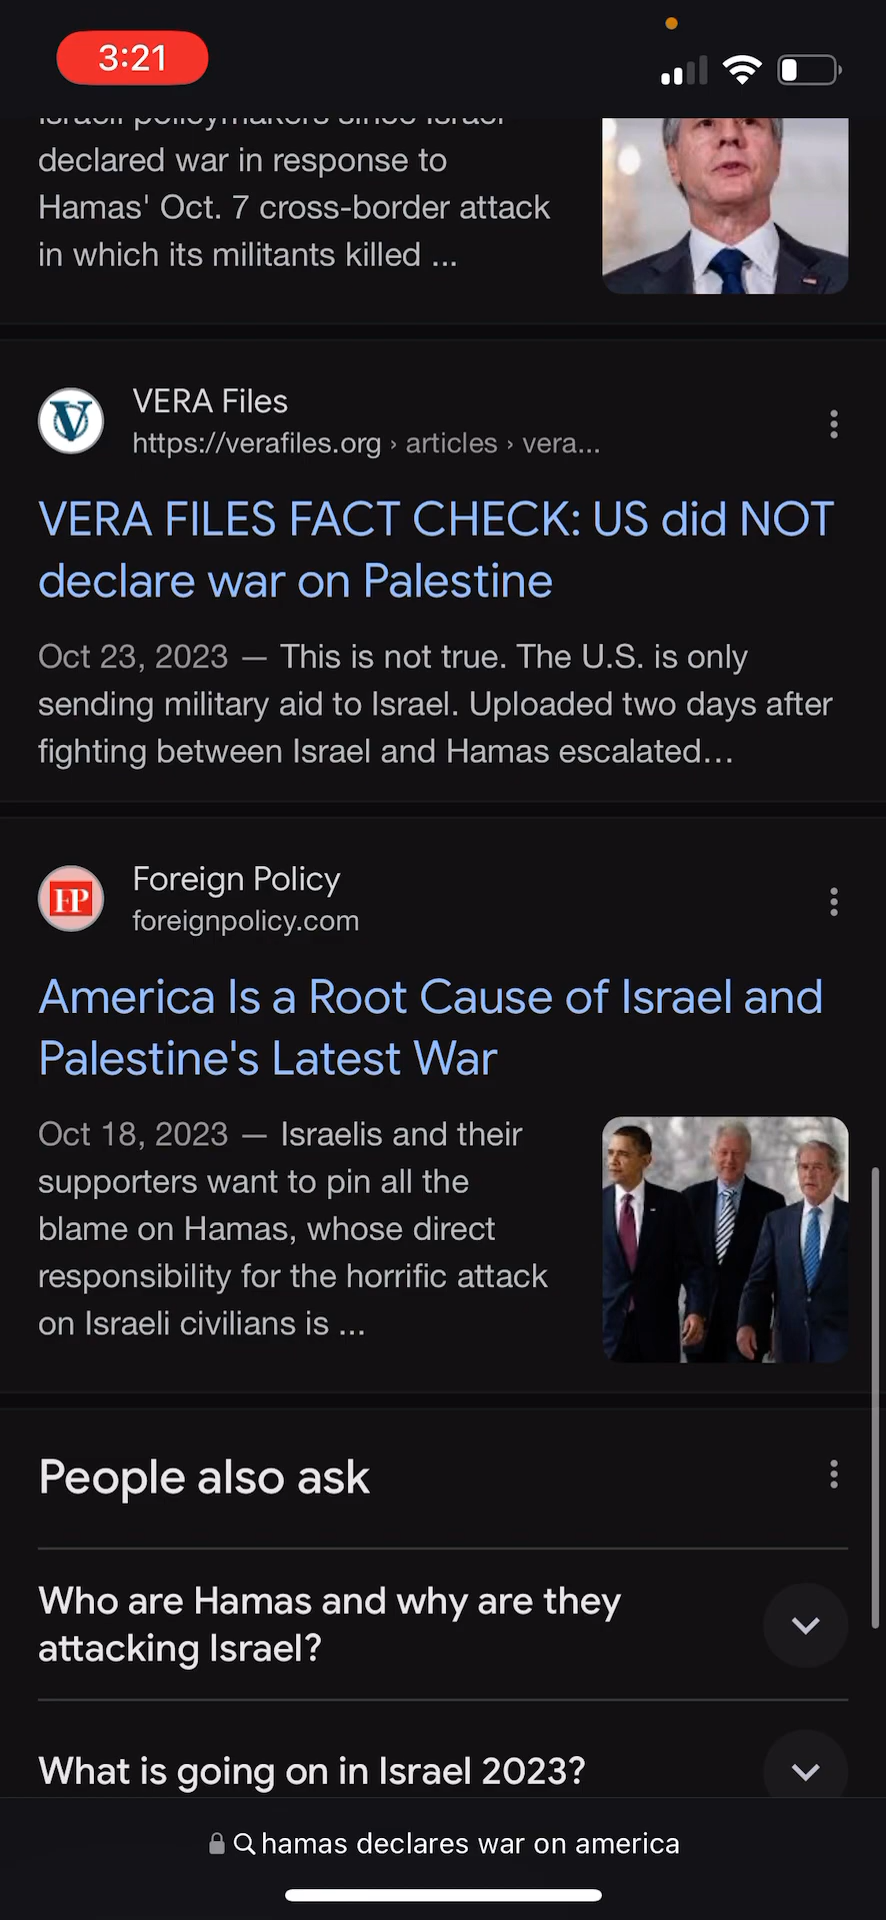 3:21
Israeli policymakers since Israel
declared war in response to
Hamas' Oct. 7 cross-border attack
in which its militants killed ...
VERA Files
https://verafiles.org › articles › vera...
VERA FILES FACT CHECK: US did NOT
declare war on Palestine
Oct 23, 2023 — This is not true. The U.S. is only
sending military aid to Israel. Uploaded two days after
fighting between Israel and Hamas escalated...
FP
Foreign Policy
foreignpolicy.com
America Is a Root Cause of Israel and
Palestine's Latest War
Oct 18, 2023 — Israelis and their
supporters want to pin all the
blame on Hamas, whose direct
responsibility for the horrific attack
on Israeli civilians is ...
People also ask
Who are Hamas and why are they
attacking Israel?
What is going on in Israel 2023?
hamas declares war on america